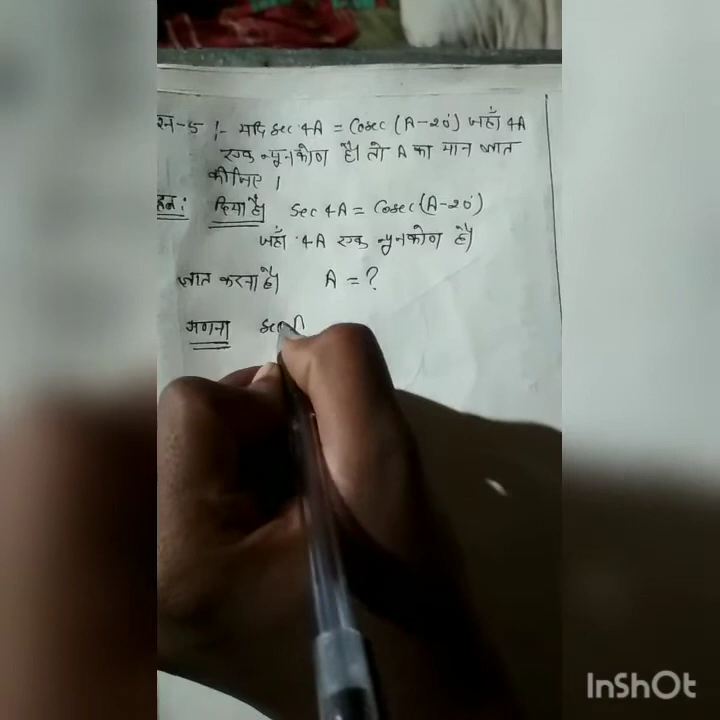 श्न-5 :- यदि Sec 4A = Cosec (A-20°) जहाँ 4A
एक न्यूनकोण है। तो A का मान ज्ञात
कीजिए।
हल: दिया है। Sec 4A = Cosec (A-20°)
जहाँ 4A एक न्यूनकोण है।
ज्ञात करना है। A = ?
गणना
InShOt